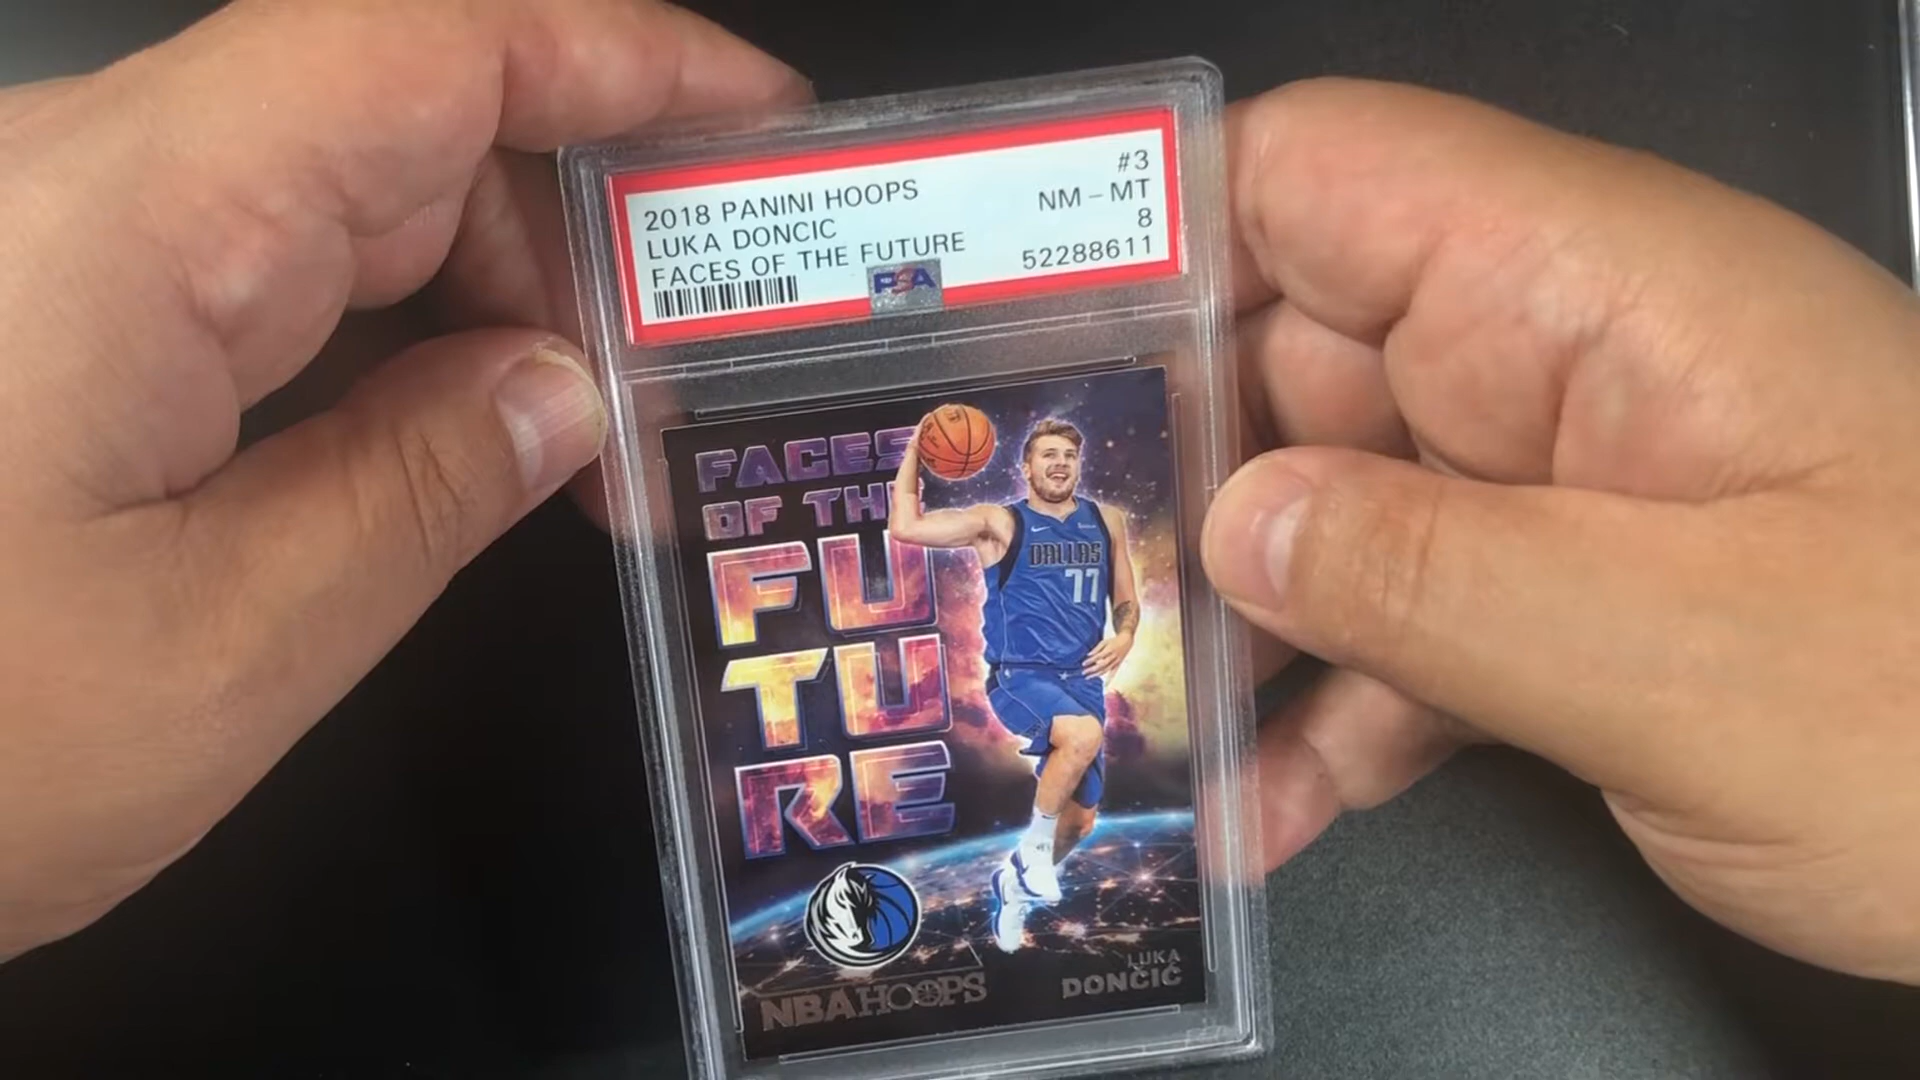 2018 PANINI HOOPS #3
LUKA DONCIC NM - MT
FACES OF THE FUTURE 8
PSA 52288611
FACES
OF THE
FU
TU
RE
DALLAS
77
NBA HOOPS
LUKA
DONČIĆ